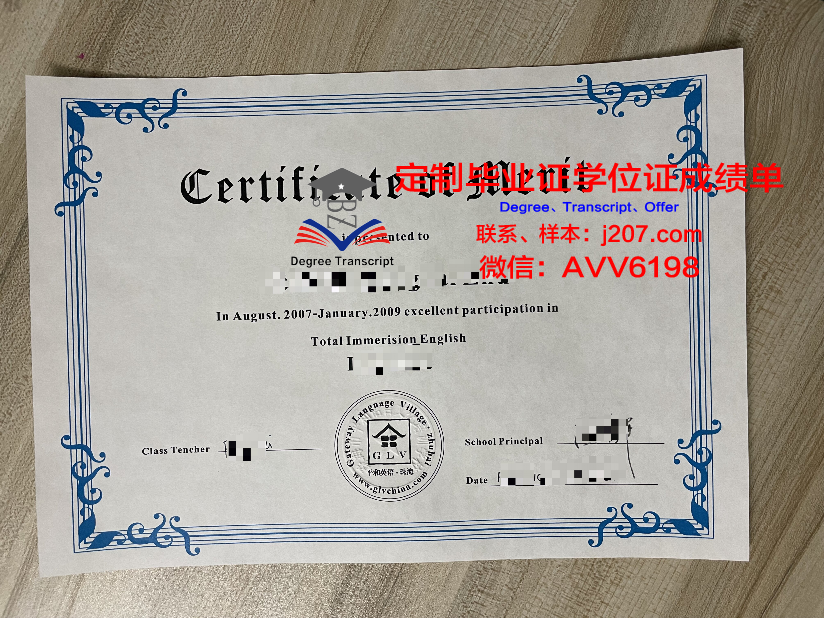 Certificate of Merit
定制毕业证学位证成绩单
Degree、Transcript、Offer
is presented to
联系、样本：j207.com
Degree Transcript
微信：AVV6198
In August. 2007-January.2009 excellent participation in
Total Immerision English
Gateway Language Village · zhuhai
GLV
www.glvchina.com
Class Tencher
School Principal
Date